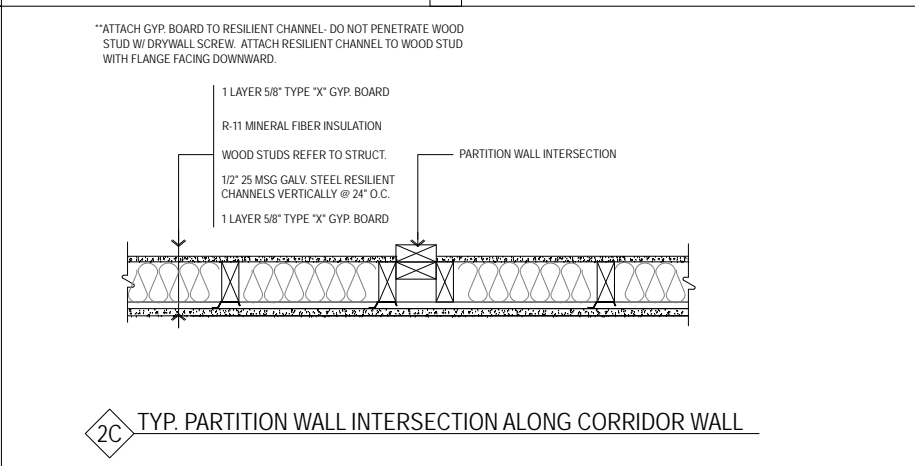 **ATTACH GYP. BOARD TO RESILIENT CHANNEL- DO NOT PENETRATE WOOD
STUD W/ DRYWALL SCREW. ATTACH RESILIENT CHANNEL TO WOOD STUD
WITH FLANGE FACING DOWNWARD.
1 LAYER 5/8" TYPE "X" GYP. BOARD
R-11 MINERAL FIBER INSULATION
WOOD STUDS REFER TO STRUCT.
PARTITION WALL INTERSECTION
1/2" 25 MSG GALV. STEEL RESILIENT
CHANNELS VERTICALLY @ 24" O.C.
1 LAYER 5/8" TYPE "X" GYP. BOARD
2C TYP. PARTITION WALL INTERSECTION ALONG CORRIDOR WALL